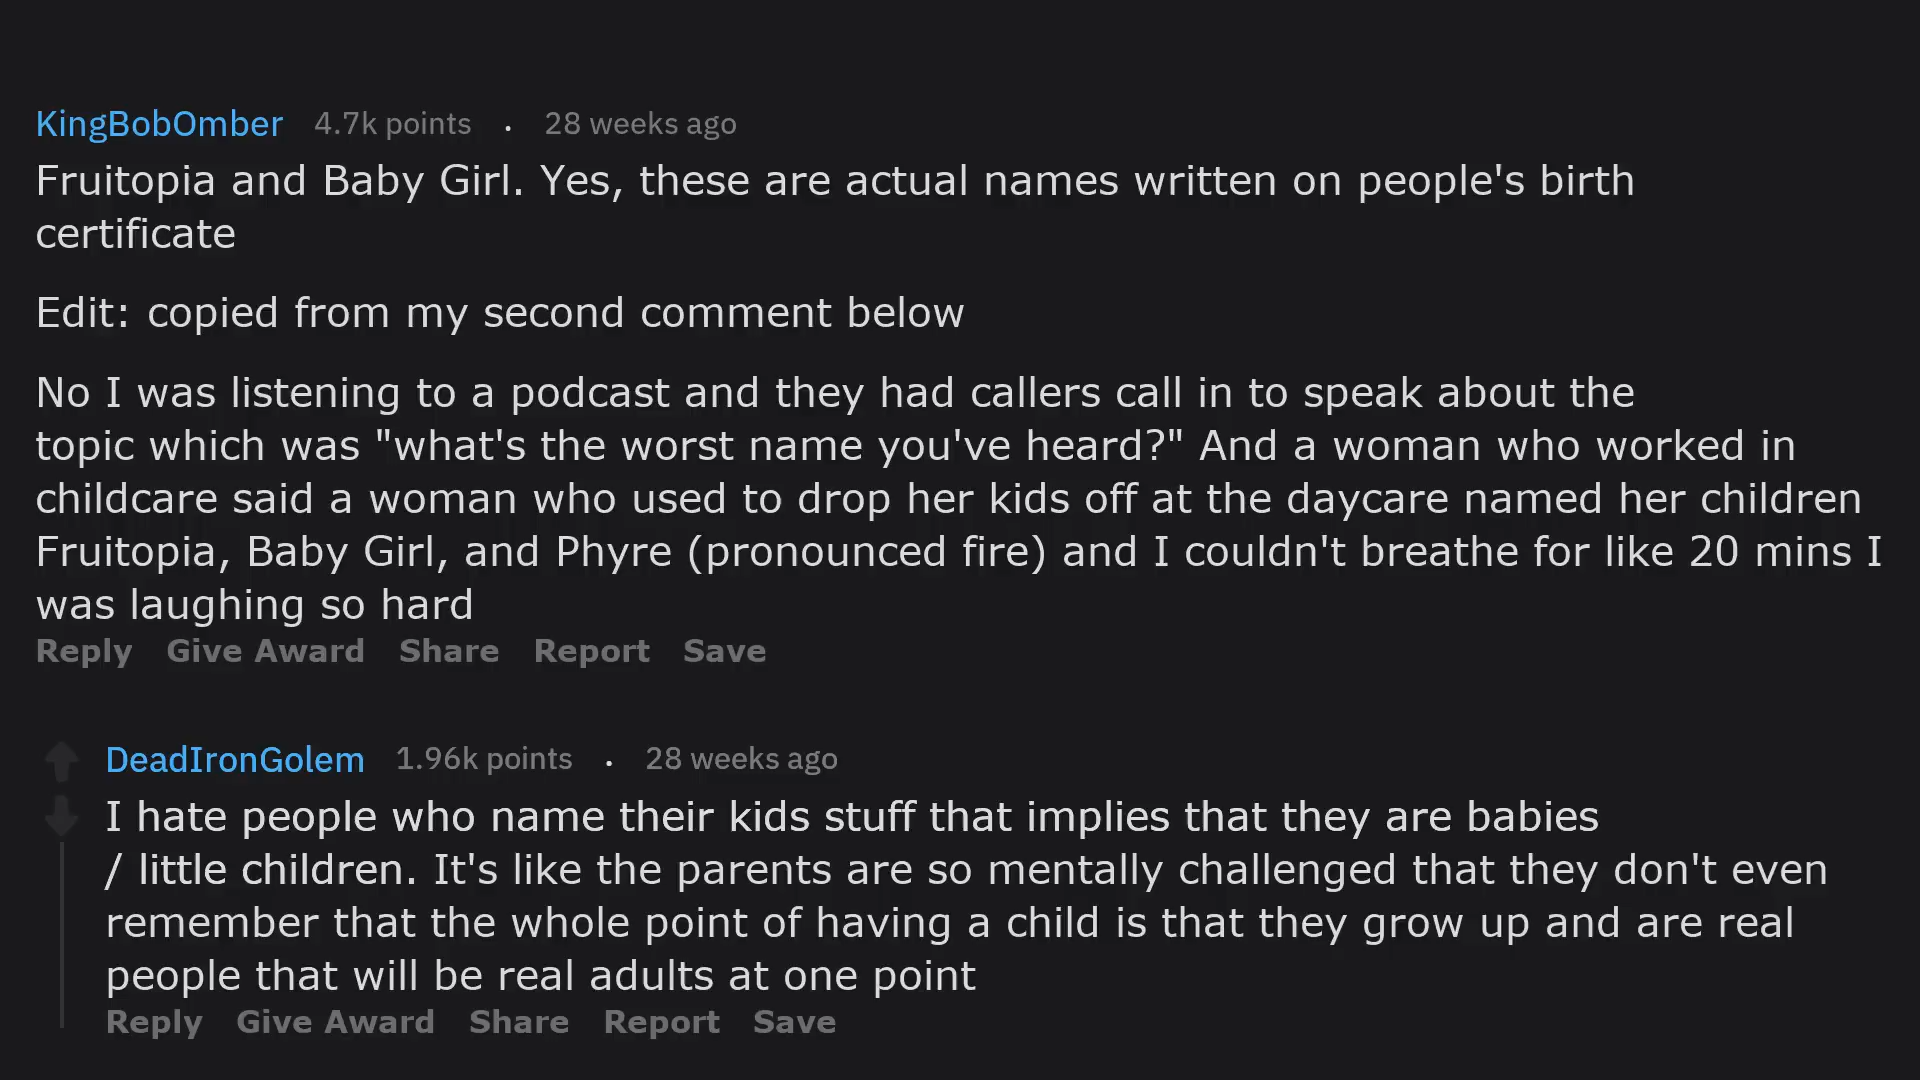 KingBobOmber 4.7k points . 28 weeks ago
Fruitopia and Baby Girl. Yes, these are actual names written on people's birth
certificate
Edit: copied from my second comment below
No I was listening to a podcast and they had callers call in to speak about the
topic which was "what's the worst name you've heard?" And a woman who worked in
childcare said a woman who used to drop her kids off at the daycare named her children
Fruitopia, Baby Girl, and Phyre (pronounced fire) and I couldn't breathe for like 20 mins I
was laughing so hard
Reply Give Award Share Report Save
DeadIronGolem 1.96k points . 28 weeks ago
I hate people who name their kids stuff that implies that they are babies
/ little children. It's like the parents are so mentally challenged that they don't even
remember that the whole point of having a child is that they grow up and are real
people that will be real adults at one point
Reply Give Award Share Report Save